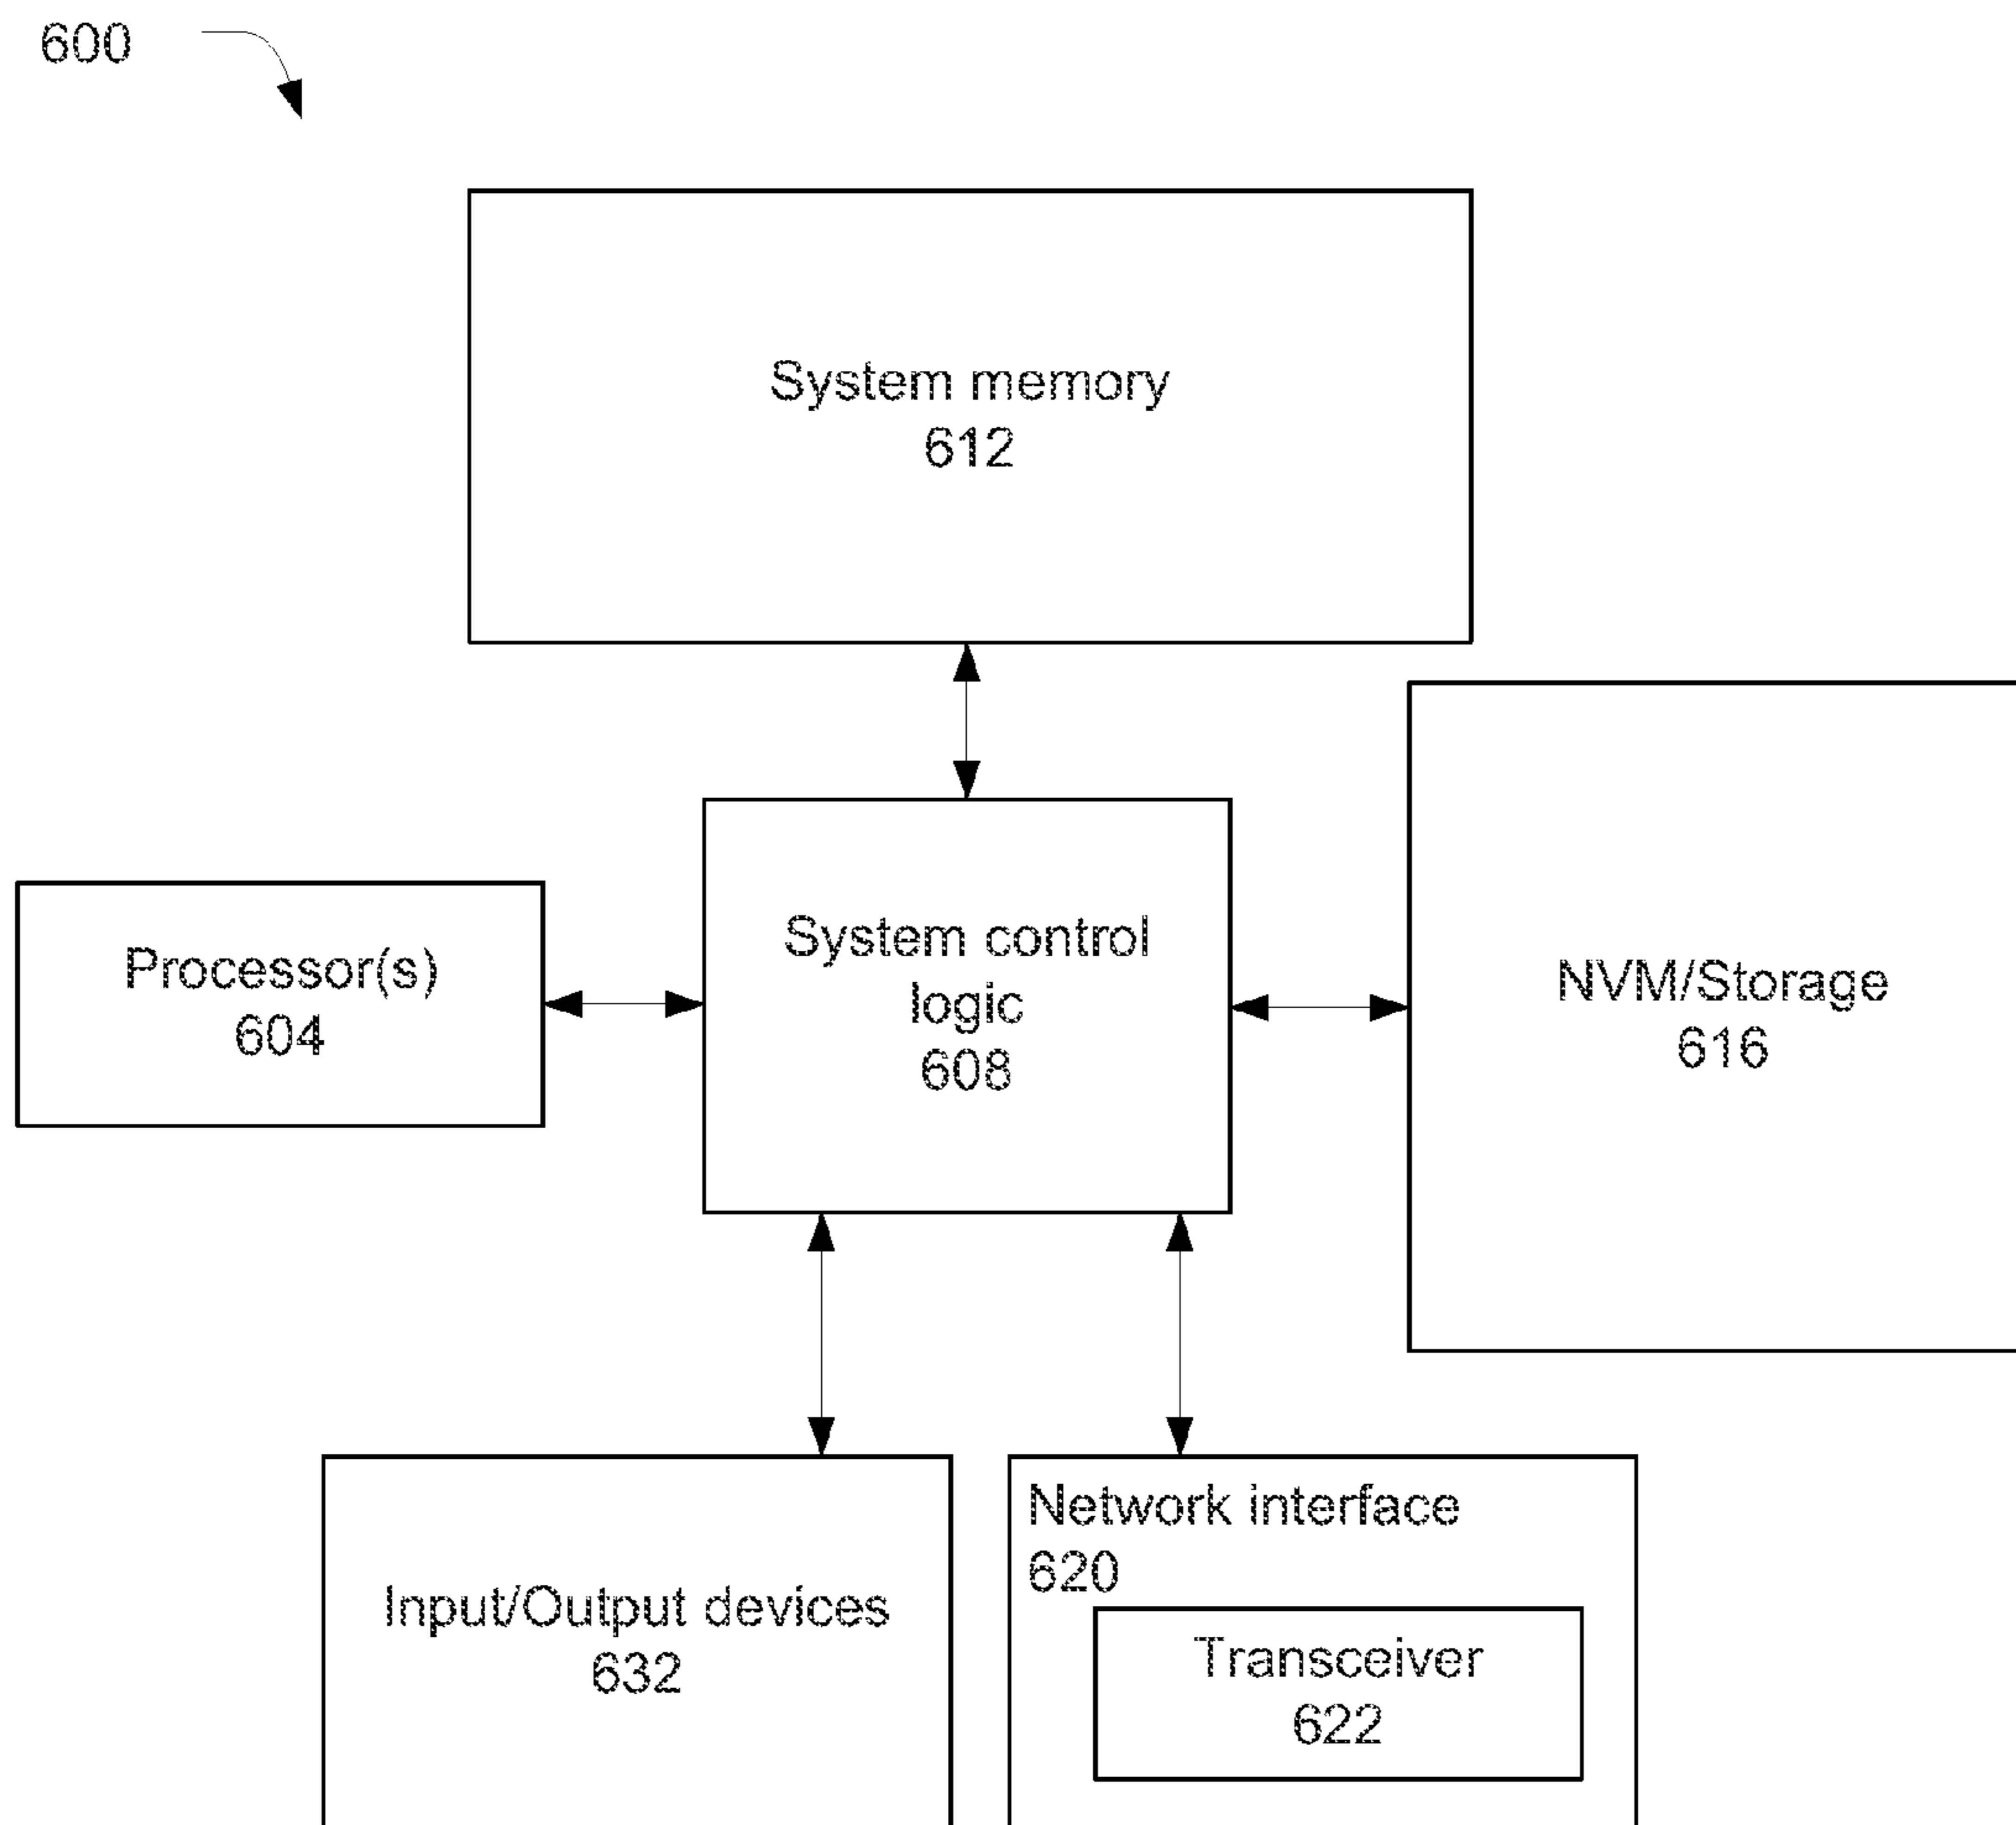 600
System memory
612
Processor(s)
604
System control
logic
608
NVM/Storage
616
Input/Output devices
632
Network interface
620
Transceiver
622